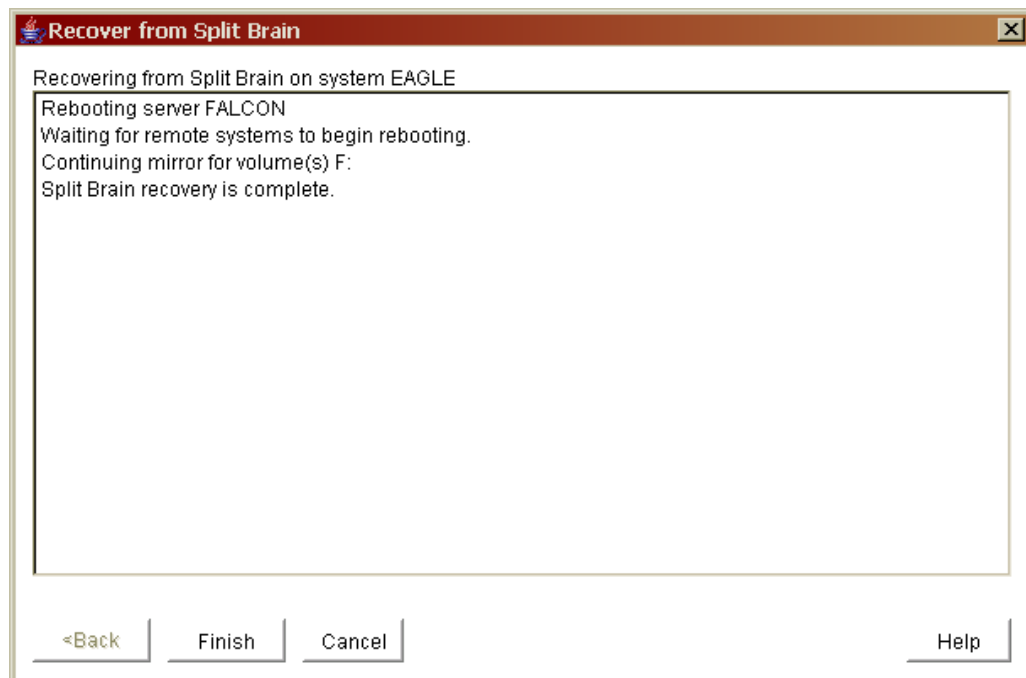 Recover from Split Brain
Recovering from Split Brain on system EAGLE
Rebooting server FALCON
Waiting for remote systems to begin rebooting.
Continuing mirror for volume(s) F:
Split Brain recovery is complete.
<Back Finish Cancel Help